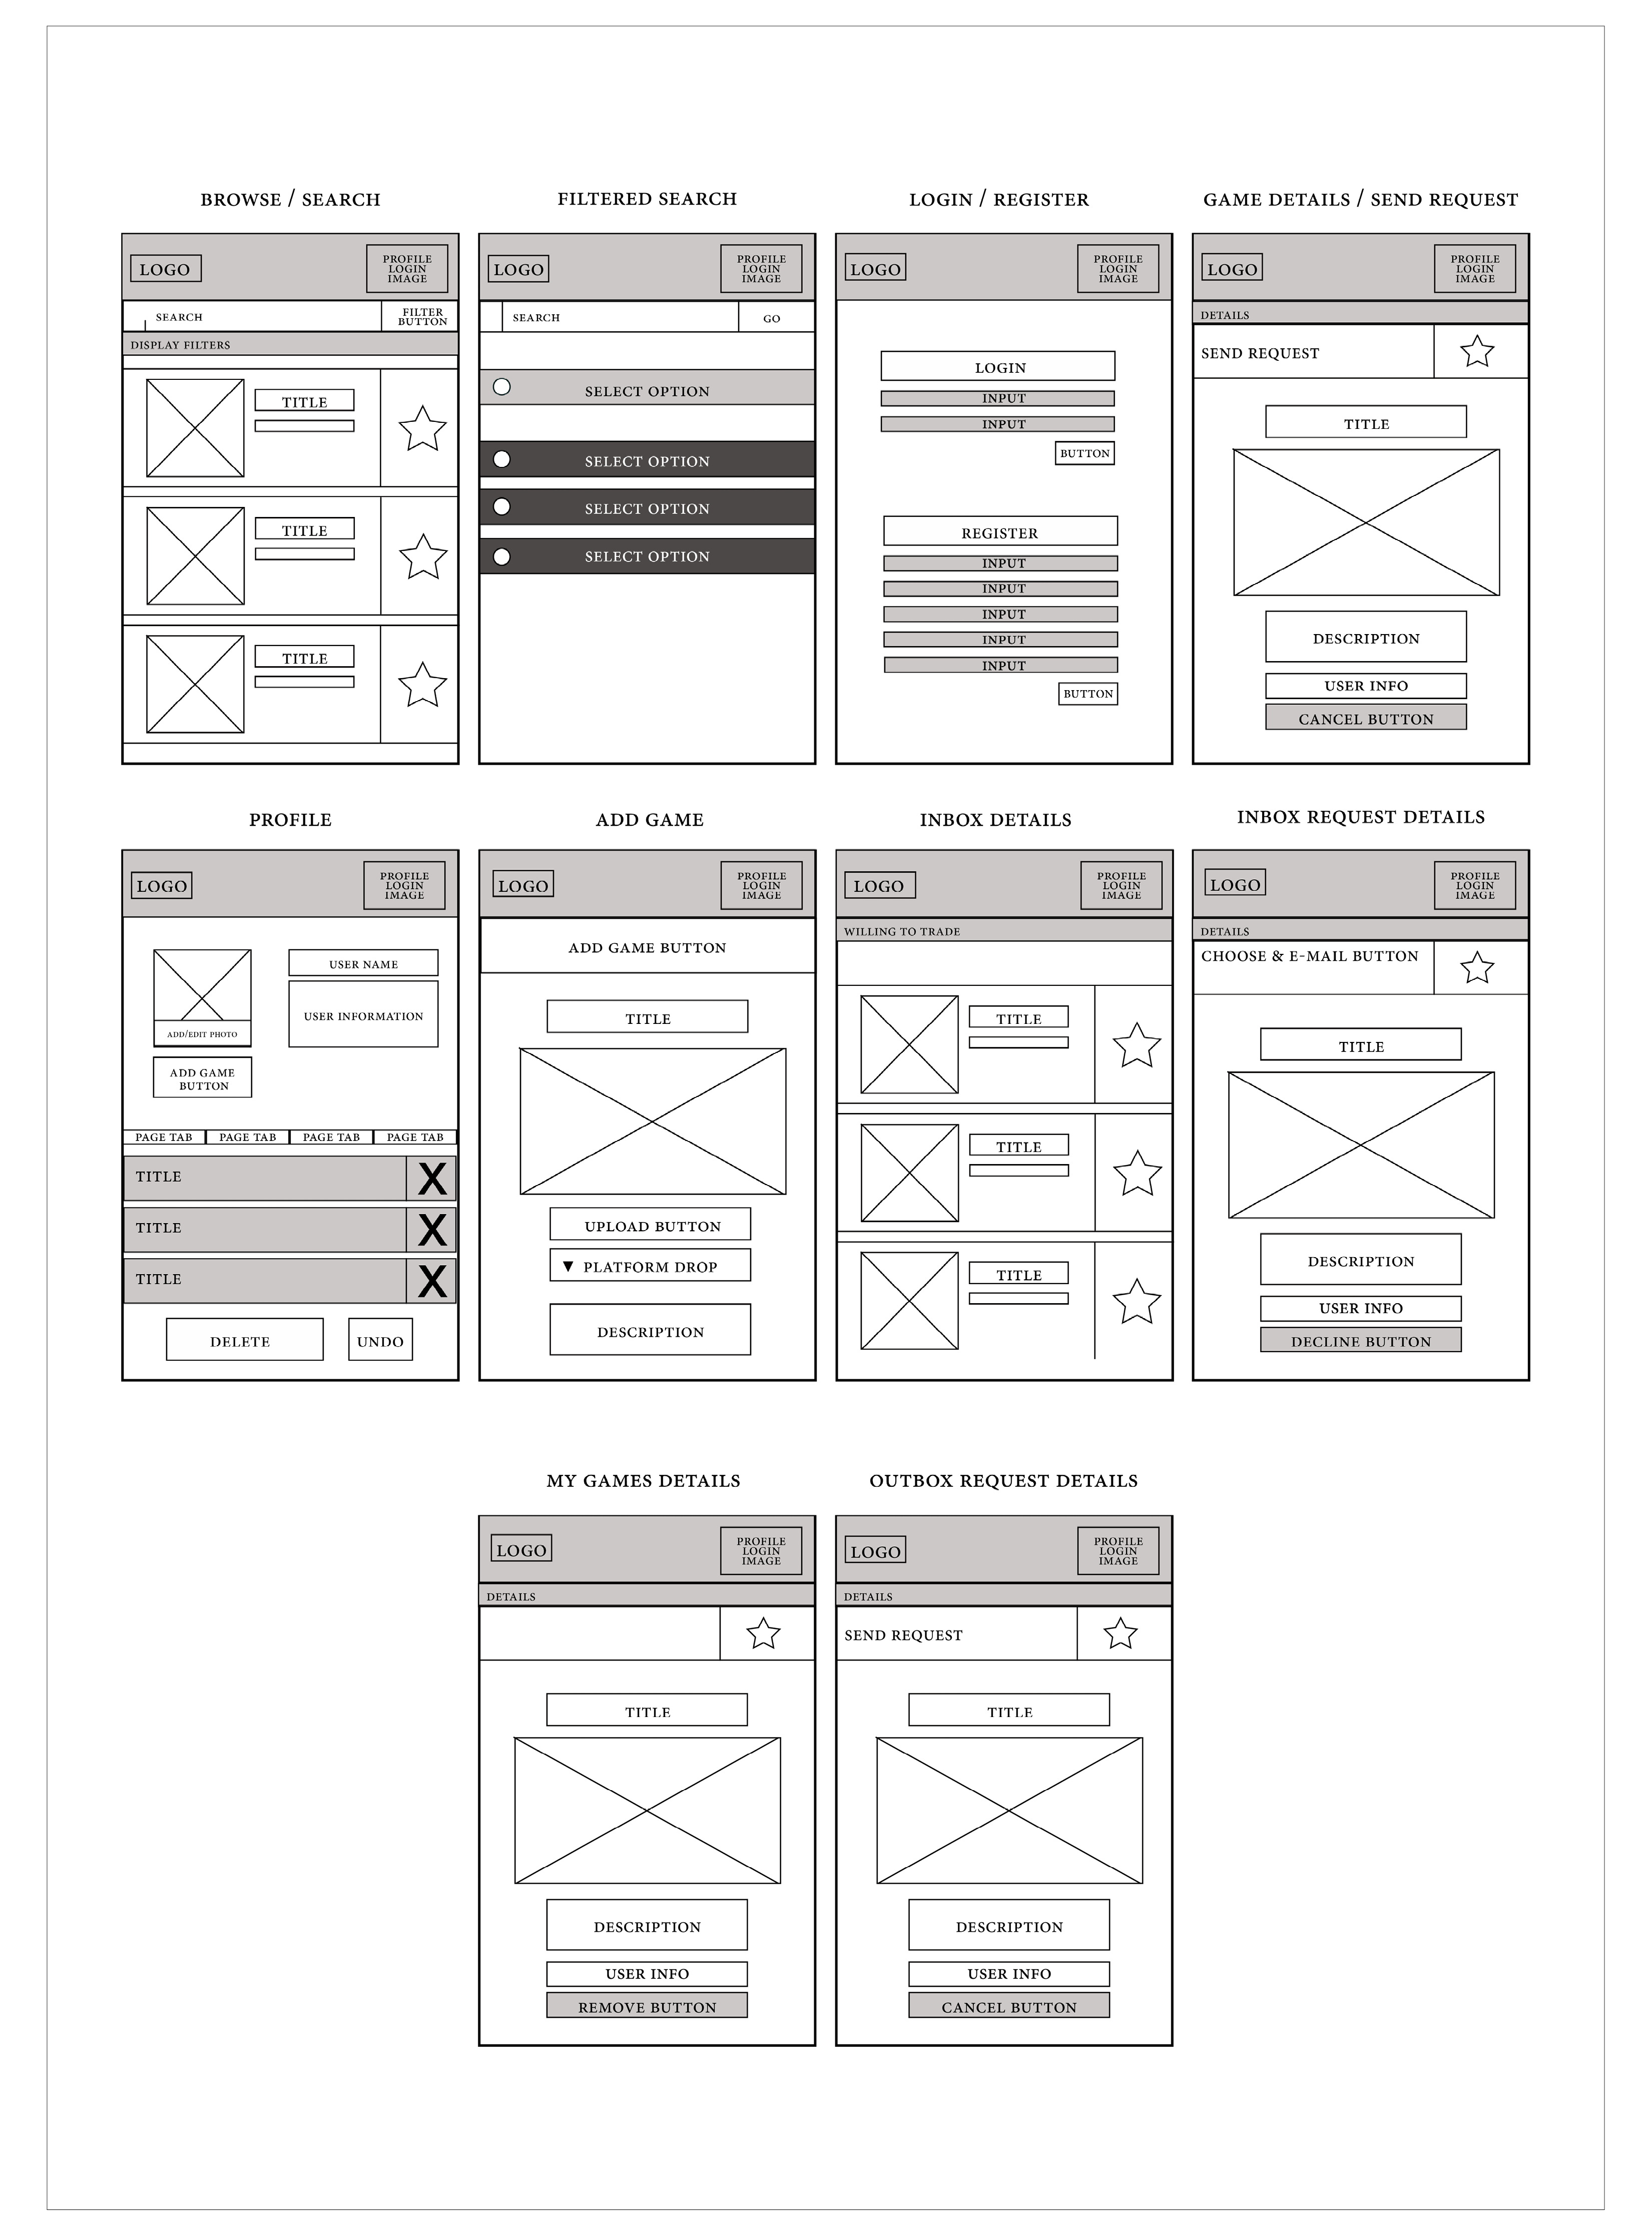 BROWSE / SEARCH
LOGO
PROFILE
LOGIN
IMAGE
SEARCH
FILTER
BUTTON
DISPLAY FILTERS
TITLE
TITLE
TITLE
FILTERED SEARCH
LOGO
PROFILE
LOGIN
IMAGE
SEARCH
GO
SELECT OPTION
SELECT OPTION
SELECT OPTION
SELECT OPTION
LOGIN / REGISTER
LOGO
PROFILE
LOGIN
IMAGE
LOGIN
INPUT
INPUT
BUTTON
REGISTER
INPUT
INPUT
INPUT
INPUT
INPUT
BUTTON
GAME DETAILS / SEND REQUEST
LOGO
PROFILE
LOGIN
IMAGE
DETAILS
SEND REQUEST
TITLE
DESCRIPTION
USER INFO
CANCEL BUTTON
PROFILE
LOGO
PROFILE
LOGIN
IMAGE
ADD/EDIT PHOTO
USER NAME
USER INFORMATION
ADD GAME
BUTTON
PAGE TAB
PAGE TAB
PAGE TAB
PAGE TAB
TITLE
X
TITLE
X
TITLE
X
DELETE
UNDO
ADD GAME
LOGO
PROFILE
LOGIN
IMAGE
ADD GAME BUTTON
TITLE
UPLOAD BUTTON
▼ PLATFORM DROP
DESCRIPTION
INBOX DETAILS
LOGO
PROFILE
LOGIN
IMAGE
WILLING TO TRADE
TITLE
TITLE
TITLE
INBOX REQUEST DETAILS
LOGO
PROFILE
LOGIN
IMAGE
DETAILS
CHOOSE & E-MAIL BUTTON
TITLE
DESCRIPTION
USER INFO
DECLINE BUTTON
MY GAMES DETAILS
LOGO
PROFILE
LOGIN
IMAGE
DETAILS
TITLE
DESCRIPTION
USER INFO
REMOVE BUTTON
OUTBOX REQUEST DETAILS
LOGO
PROFILE
LOGIN
IMAGE
DETAILS
SEND REQUEST
TITLE
DESCRIPTION
USER INFO
CANCEL BUTTON